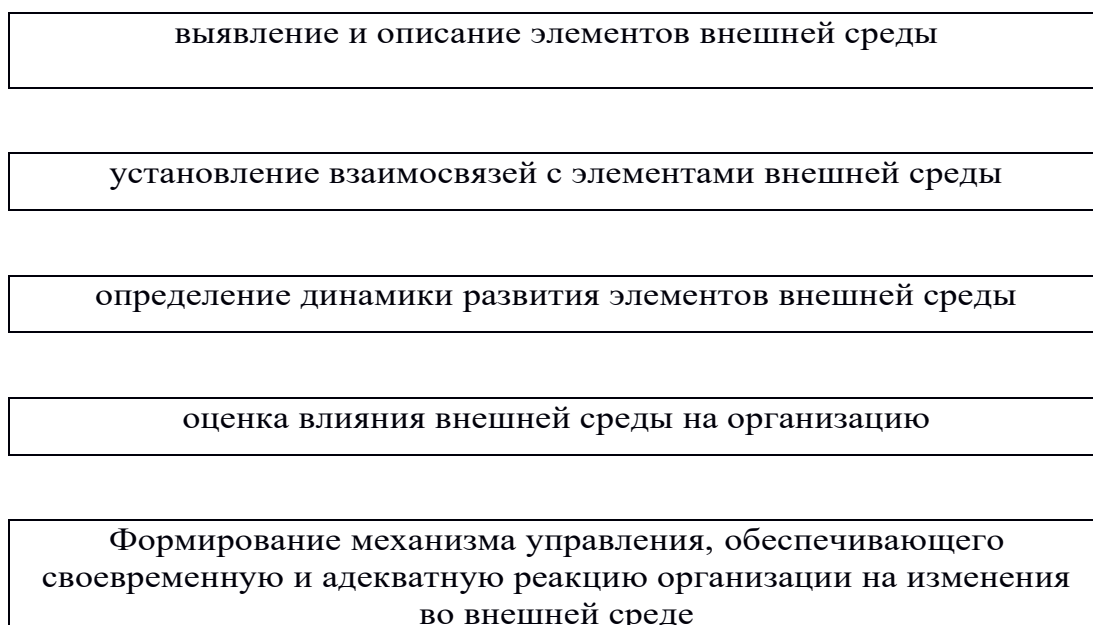 выявление и описание элементов внешней среды
установление взаимосвязей с элементами внешней среды
определение динамики развития элементов внешней среды
оценка влияния внешней среды на организацию
Формирование механизма управления, обеспечивающего
своевременную и адекватную реакцию организации на изменения
во внешней среде